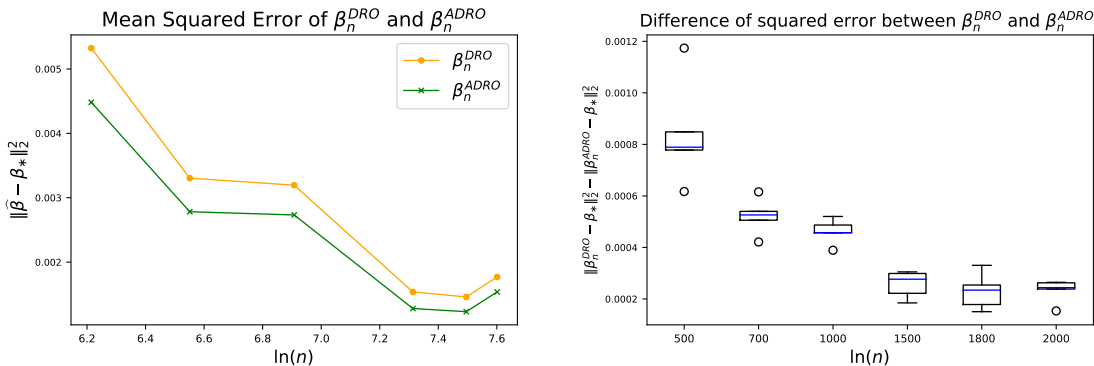 Mean Squared Error of β_n^{DRO} and β_n^{ADRO}
‖β̂ − β_*‖_2^2
0.005
0.004
0.003
0.002
β_n^{DRO}
β_n^{ADRO}
6.2 6.4 6.6 6.8 7.0 7.2 7.4 7.6
ln(n)
Difference of squared error between β_n^{DRO} and β_n^{ADRO}
‖β_n^{DRO} − β_*‖_2^2 − ‖β_n^{ADRO} − β_*‖_2^2
0.0012
0.0010
0.0008
0.0006
0.0004
0.0002
500 700 1000 1500 1800 2000
ln(n)